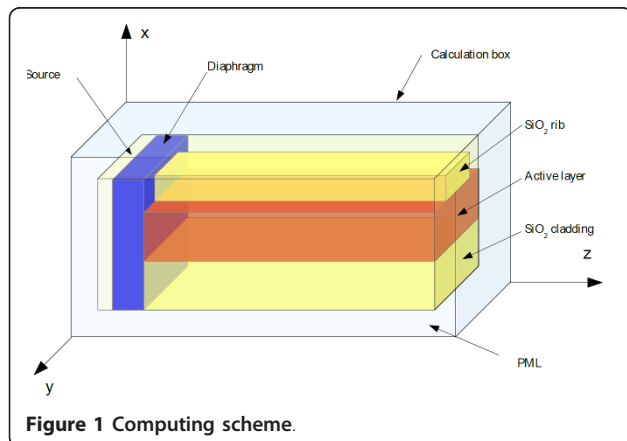 x
Calculation box
Diaphragm
Source
SiO2 rib
Active layer
SiO2 cladding
z
PML
y
Figure 1 Computing scheme.